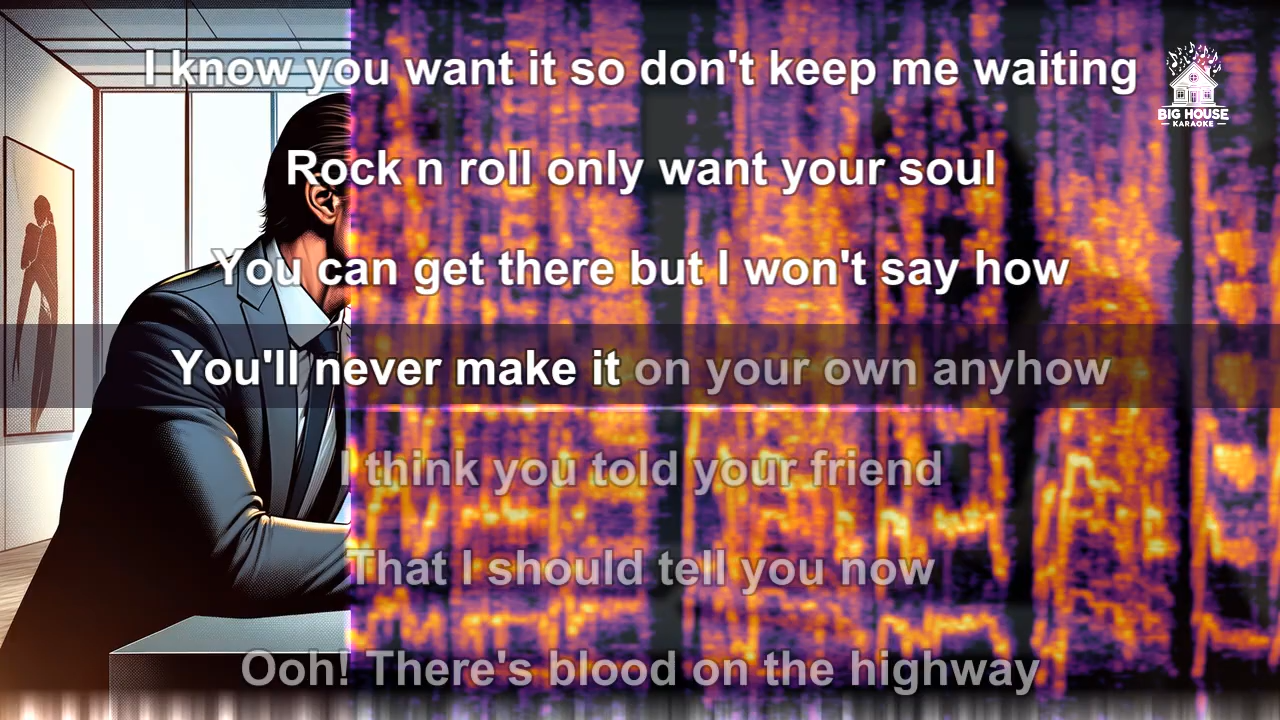 I know you want it so don't keep me waiting
BIG HOUSE
KARAOKE
Rock n roll only want your soul
You can get there but I won't say how
You'll never make it on your own anyhow
I think you told your friend
That I should tell you now
Ooh! There's blood on the highway